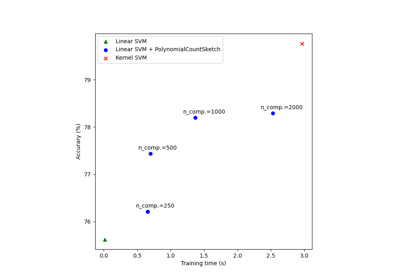 Linear SVM
Linear SVM + PolynomialCountSketch
Kernel SVM
79
n_comp.=2000
n_comp.=1000
78
n_comp.=500
77
n_comp.=250
76
Accurary (%)
0.0 0.5 1.0 1.5 2.0 2.5 3.0
Training time (s)